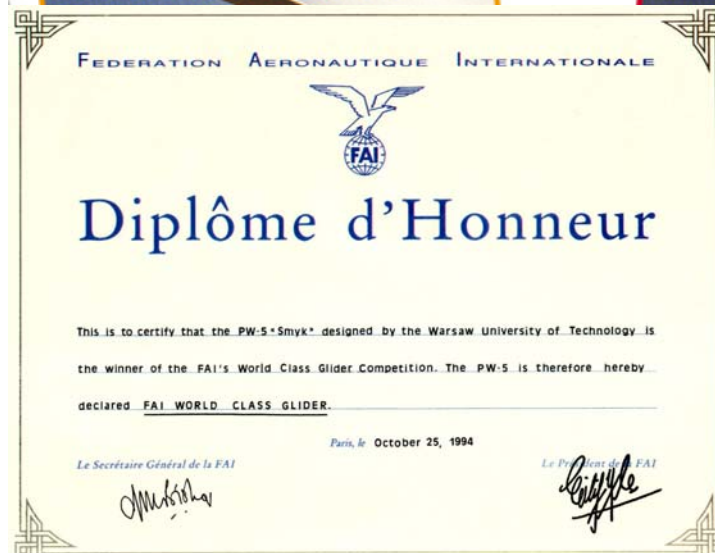 FEDERATION AERONAUTIQUE INTERNATIONALE
FAI
Diplôme d'Honneur
This is to certify that the PW-5 "Smyk" designed by the Warsaw University of Technology is
the winner of the FAI's World Class Glider Competition. The PW-5 is therefore hereby
declared FAI WORLD CLASS GLIDER.
Paris, le October 25, 1994
Le Secrétaire Général de la FAI
Le Président de la FAI